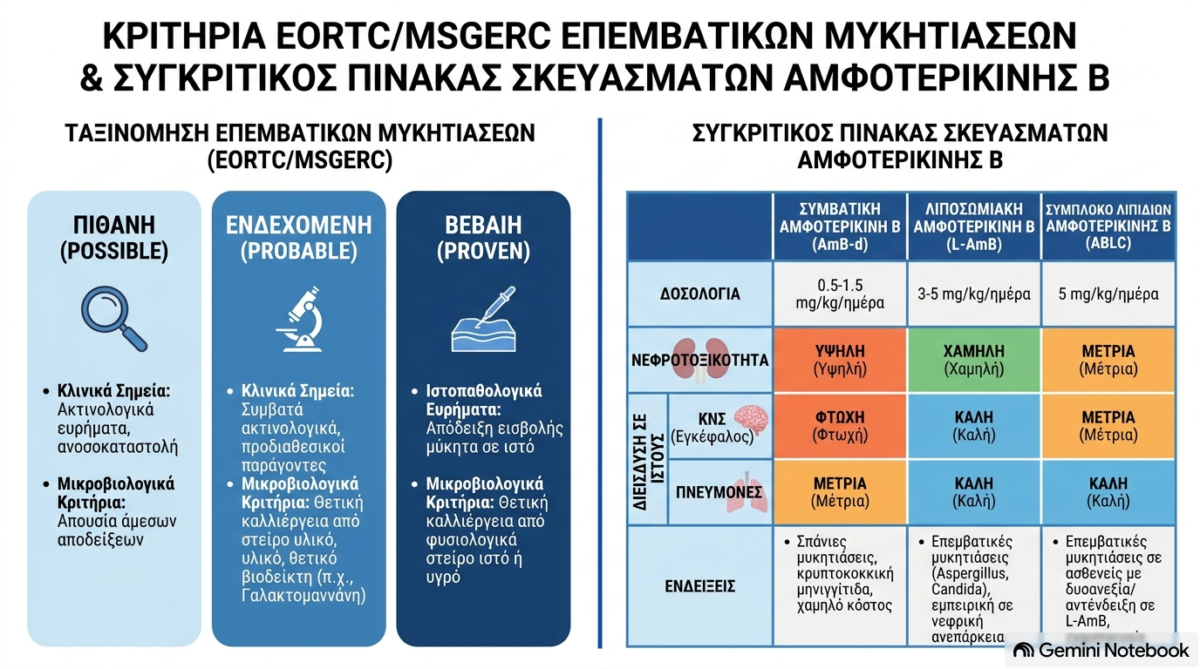 ΚΡΙΤΗΡΙΑ EORTC/MSGERC ΕΠΕΜΒΑΤΙΚΩΝ ΜΥΚΗΤΙΑΣΕΩΝ
& ΣΥΓΚΡΙΤΙΚΟΣ ΠΙΝΑΚΑΣ ΣΚΕΥΑΣΜΑΤΩΝ ΑΜΦΟΤΕΡΙΚΙΝΗΣ Β
ΤΑΞΙΝΟΜΗΣΗ ΕΠΕΜΒΑΤΙΚΩΝ ΜΥΚΗΤΙΑΣΕΩΝ
(EORTC/MSGERC)
ΠΙΘΑΝΗ
(POSSIBLE)
• Κλινικά Σημεία:
Ακτινολογικά
ευρήματα,
ανοσοκαταστολή
• Μικροβιολογικά
Κριτήρια:
Απουσία άμεσων
αποδείξεων
ΕΝΔΕΧΟΜΕΝΗ
(PROBABLE)
• Κλινικά Σημεία:
Συμβατά
ακτινολογικά,
προδιαθεσικοί
παράγοντες
• Μικροβιολογικά
Κριτήρια: Θετική
καλλιέργεια από
στείρο υλικό,
υλικό, θετικό
βιοδείκτη (π.χ.,
Γαλακτομαννάνη)
ΒΕΒΑΙΗ
(PROVEN)
• Ιστοπαθολογικά
Ευρήματα:
Απόδειξη εισβολής
μύκητα σε ιστό
• Μικροβιολογικά
Κριτήρια: Θετική
καλλιέργεια από
φυσιολογικά
στείρο ιστό ή
υγρό
ΣΥΓΚΡΙΤΙΚΟΣ ΠΙΝΑΚΑΣ ΣΚΕΥΑΣΜΑΤΩΝ
ΑΜΦΟΤΕΡΙΚΙΝΗΣ Β
ΣΥΜΒΑΤΙΚΗ
ΑΜΦΟΤΕΡΙΚΙΝΗ Β
(AmB-d)
ΛΙΠΟΣΩΜΙΑΚΗ
ΑΜΦΟΤΕΡΙΚΙΝΗ Β
(L-AmB)
ΣΥΜΠΛΟΚΟ ΛΙΠΙΔΙΩΝ
ΑΜΦΟΤΕΡΙΚΙΝΗΣ Β
(ABLC)
ΔΟΣΟΛΟΓΙΑ
0.5-1.5
mg/kg/ημέρα
3-5 mg/kg/ημέρα
5 mg/kg/ημέρα
ΝΕΦΡΟΤΟΞΙΚΟΤΗΤΑ
ΥΨΗΛΗ
(Υψηλή)
ΧΑΜΗΛΗ
(Χαμηλή)
ΜΕΤΡΙΑ
(Μέτρια)
ΔΙΕΙΣΔΥΣΗ ΣΕ
ΙΣΤΟΥΣ
ΚΝΣ
(Εγκέφαλος)
ΦΤΩΧΗ
(Φτωχή)
ΚΑΛΗ
(Καλή)
ΜΕΤΡΙΑ
(Μέτρια)
ΠΝΕΥΜΟΝΕΣ
ΜΕΤΡΙΑ
(Μέτρια)
ΚΑΛΗ
(Καλή)
ΚΑΛΗ
(Καλή)
ΕΝΔΕΙΞΕΙΣ
• Σπάνιες
μυκητιάσεις,
κρυπτοκοκκική
μηνιγγίτιδα,
χαμηλό κόστος
• Επεμβατικές
μυκητιάσεις
(Aspergillus,
Candida),
εμπειρική σε
νεφρική
ανεπάρκεια
• Επεμβατικές
μυκητιάσεις σε
ασθενείς με
δυοανεξία/
αντένδειξη σε
L-AmB,
Gemini Notebook